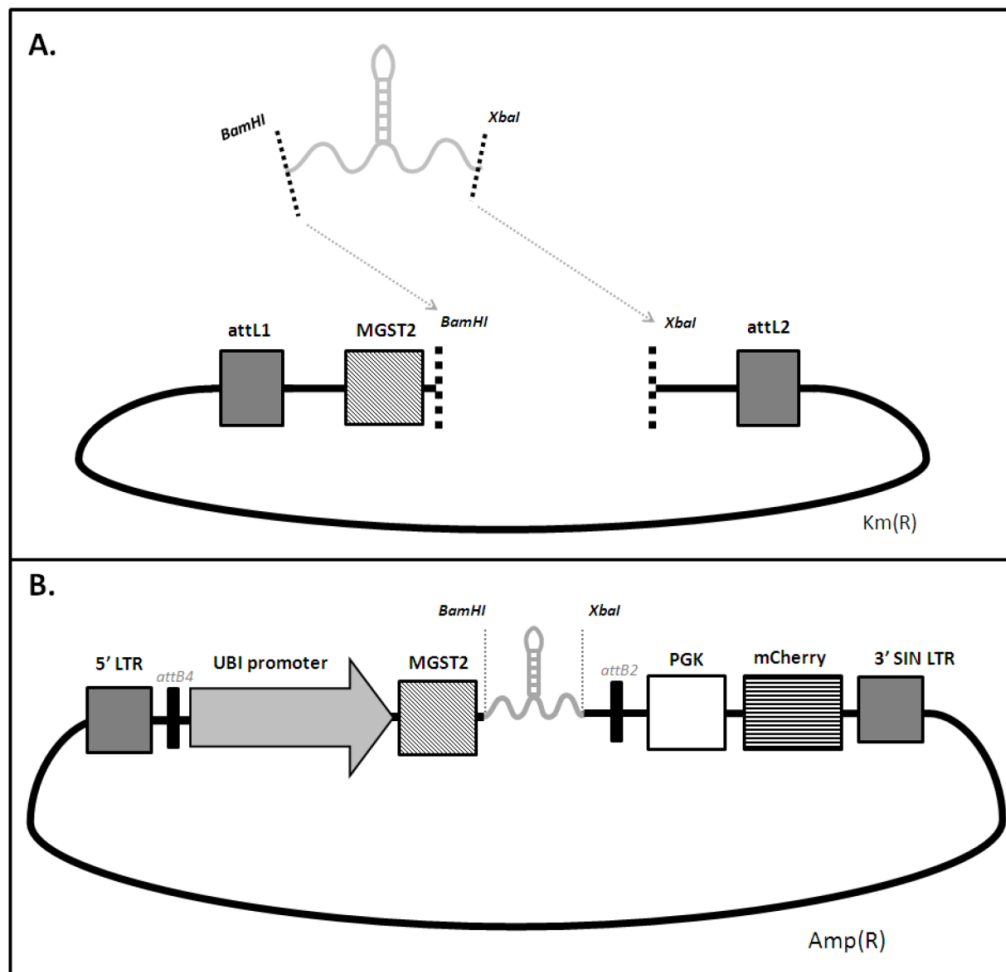 A.
BamHI
XbaI
BamHI
XbaI
attL1
MGST2
attL2
Km(R)
B.
BamHI
XbaI
5' LTR
attB4
UBI promoter
MGST2
attB2
PGK
mCherry
3' SIN LTR
Amp(R)